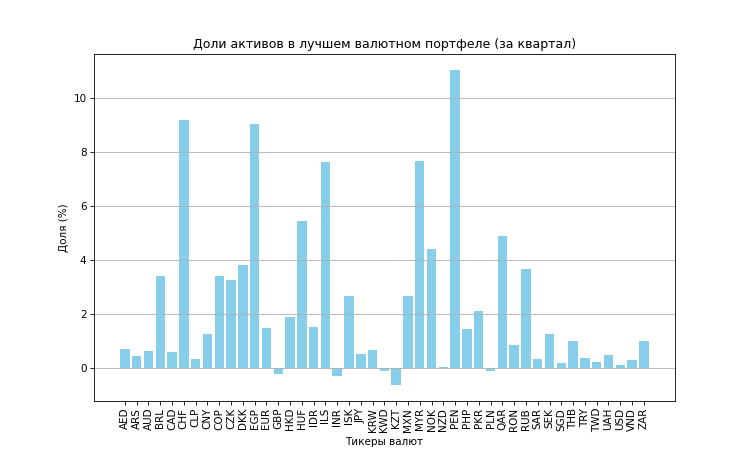 Доли активов в лучшем валютном портфеле (за квартал)
Доля (%)
10
8
6
4
2
0
AED ARS AUD BRL CAD CHF CLP CNY COP CZK DKK EGP EUR GBP HKD HUF IDR ILS INR ISK JPY KRW KWD KZT MXN MYR NOK NZD PEN PHP PKR PLN QAR RON RUB SAR SEK SGD THB TRY TWD UAH USD VND ZAR
Тикеры валют